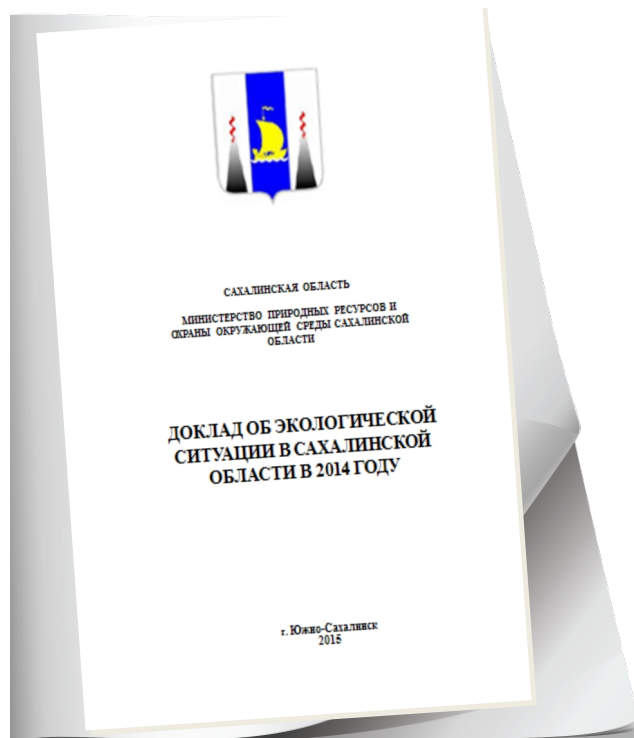 САХАЛИНСКАЯ ОБЛАСТЬ
МИНИСТЕРСТВО ПРИРОДНЫХ РЕСУРСОВ И
ОХРАНЫ ОКРУЖАЮЩЕЙ СРЕДЫ САХАЛИНСКОЙ
ОБЛАСТИ
ДОКЛАД ОБ ЭКОЛОГИЧЕСКОЙ
СИТУАЦИИ В САХАЛИНСКОЙ
ОБЛАСТИ В 2014 ГОДУ
г. Южно-Сахалинск
2015